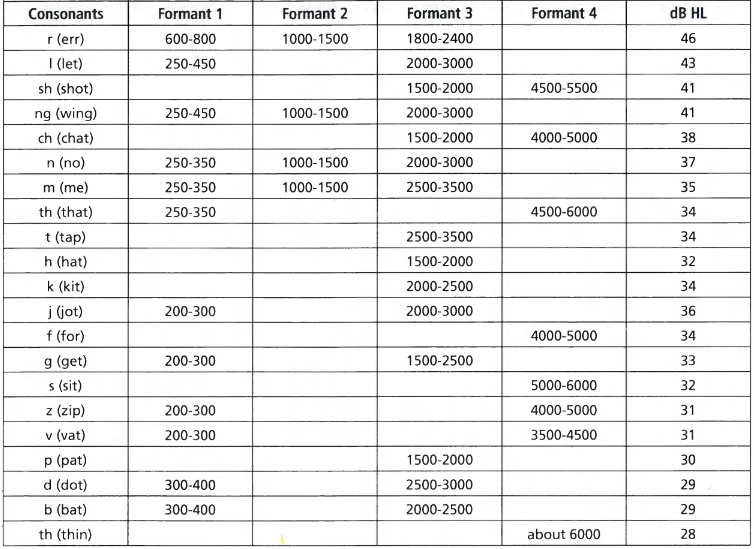 Consonants Formant 1 Formant 2 Formant 3 Formant 4 dB HL
r (err) 600-800 1000-1500 1800-2400 46
l (let) 250-450 2000-3000 43
sh (shot) 1500-2000 4500-5500 41
ng (wing) 250-450 1000-1500 2000-3000 41
ch (chat) 1500-2000 4000-5000 38
n (no) 250-350 1000-1500 2000-3000 37
m (me) 250-350 1000-1500 2500-3500 35
th (that) 250-350 4500-6000 34
t (tap) 2500-3500 34
h (hat) 1500-2000 32
k (kit) 2000-2500 34
j (jot) 200-300 2000-3000 36
f (for) 4000-5000 34
g (get) 200-300 1500-2500 33
s (sit) 5000-6000 32
z (zip) 200-300 4000-5000 31
v (vat) 200-300 3500-4500 31
p (pat) 1500-2000 30
d (dot) 300-400 2500-3000 29
b (bat) 300-400 2000-2500 29
th (thin) about 6000 28